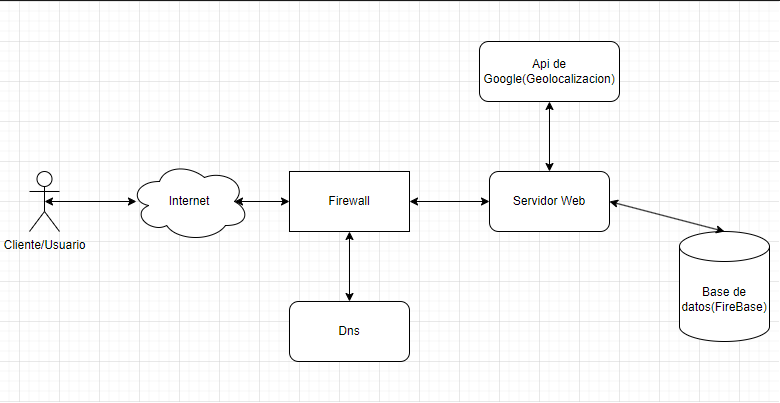 Api de
Google(Geolocalizacion)
Internet
Firewall
Servidor Web
Cliente/Usuario
Base de
datos(FireBase)
Dns